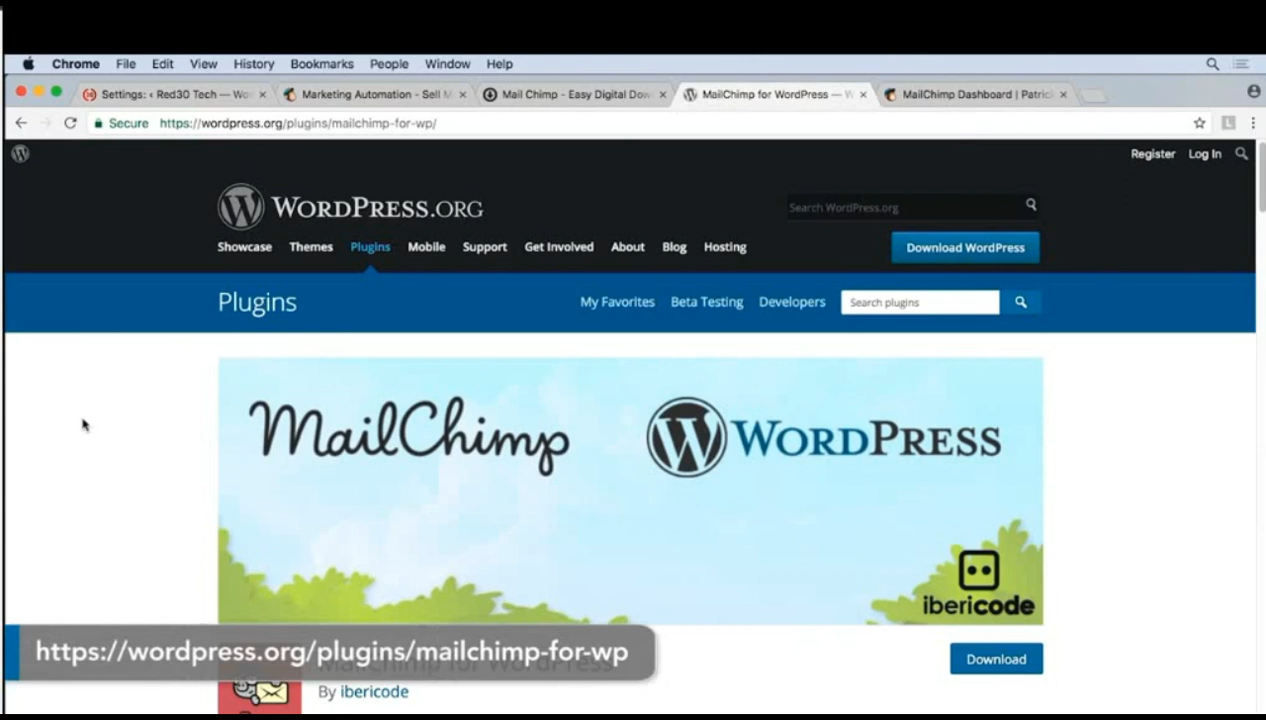 Chrome File Edit View History Bookmarks People Window Help
Settings: ‹ Red30 Tech — Wo
Marketing Automation - Sell M
Mail Chimp - Easy Digital Dow
MailChimp for WordPress — W
MailChimp Dashboard | Patric
Secure https://wordpress.org/plugins/mailchimp-for-wp/
Register Log In
WORDPRESS.ORG
Search WordPress.org
Showcase Themes Plugins Mobile Support Get Involved About Blog Hosting
Download WordPress
Plugins
My Favorites Beta Testing Developers
Search plugins
MailChimp
WORDPRESS
ibericode
https://wordpress.org/plugins/mailchimp-for-wp
MailChimp for WordPress
Download
By ibericode